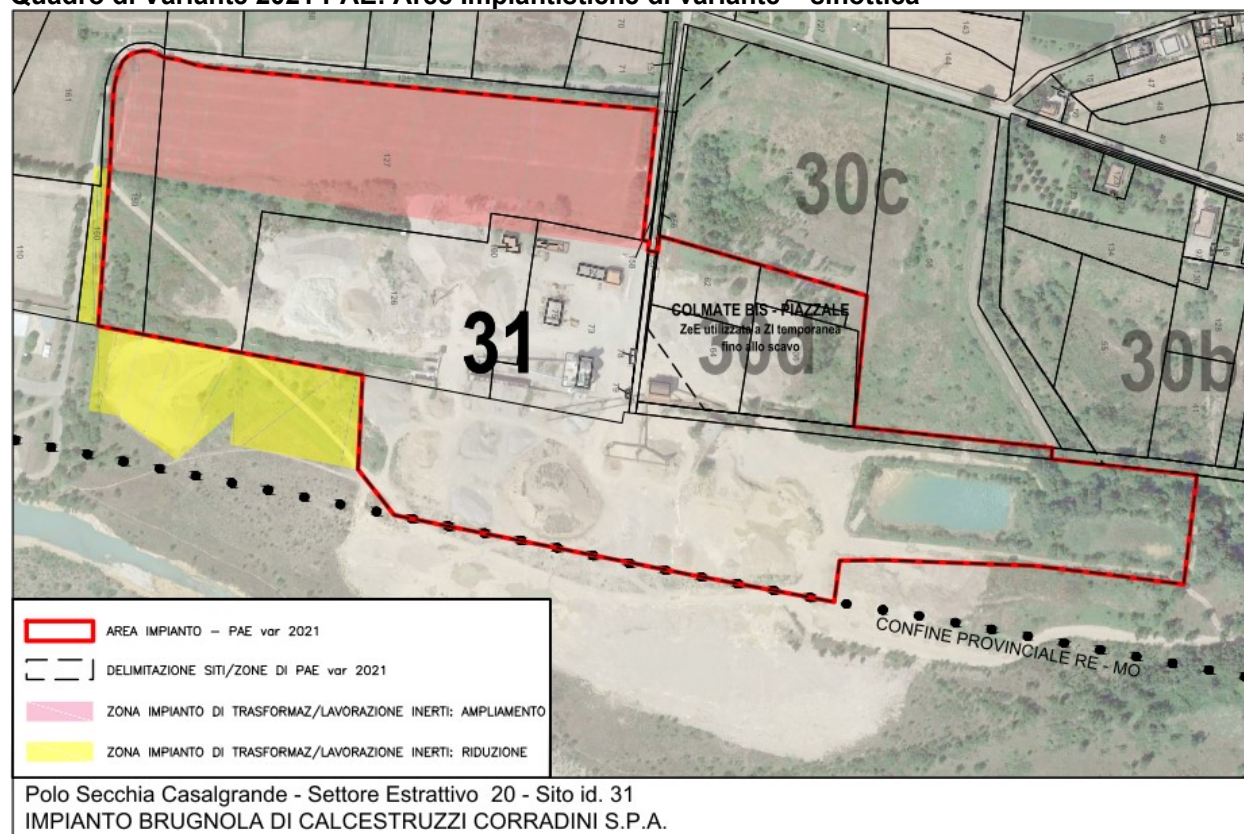 Quadro di Variante 2021 PAE: Aree impiantistiche di variante – sinottica
30c
COLMATE BIS - PIAZZALE
ZeE utilizzata a ZI temporanea
fino allo scavo
31
30d
30b
127
126
73
CONFINE PROVINCIALE RE - MO
AREA IMPIANTO – PAE var 2021
DELIMITAZIONE SITI/ZONE DI PAE var 2021
ZONA IMPIANTO DI TRASFORMAZ/LAVORAZIONE INERTI: AMPLIAMENTO
ZONA IMPIANTO DI TRASFORMAZ/LAVORAZIONE INERTI: RIDUZIONE
Polo Secchia Casalgrande - Settore Estrattivo 20 - Sito id. 31
IMPIANTO BRUGNOLA DI CALCESTRUZZI CORRADINI S.P.A.